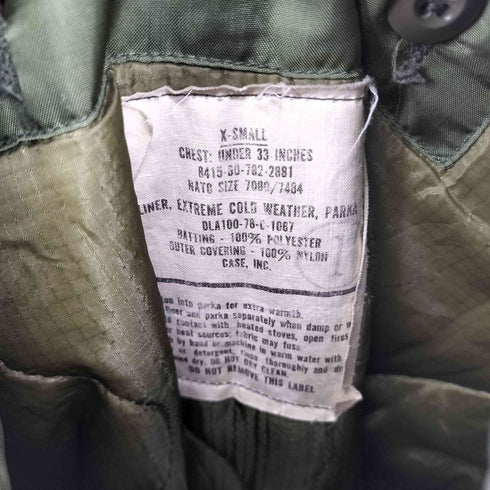 X-SMALL
CHEST: UNDER 33 INCHES
8415-00-782-2881
NATO SIZE 7080/7484
LINER, EXTREME COLD WEATHER, PARKA
DLA100-78-C-1067
BATTING - 100% POLYESTER
OUTER COVERING - 100% NYLON
CASE, INC.
into parka for extra warmth.
liner and parka separately when damp or
contact with heated stoves, open fires
or heat sources; fabric may fuse
by hand or machine in warm water with
or detergent, rinse thoroughly and
dry. DO NOT DRY CLEAN.
DO NOT REMOVE THIS LABEL